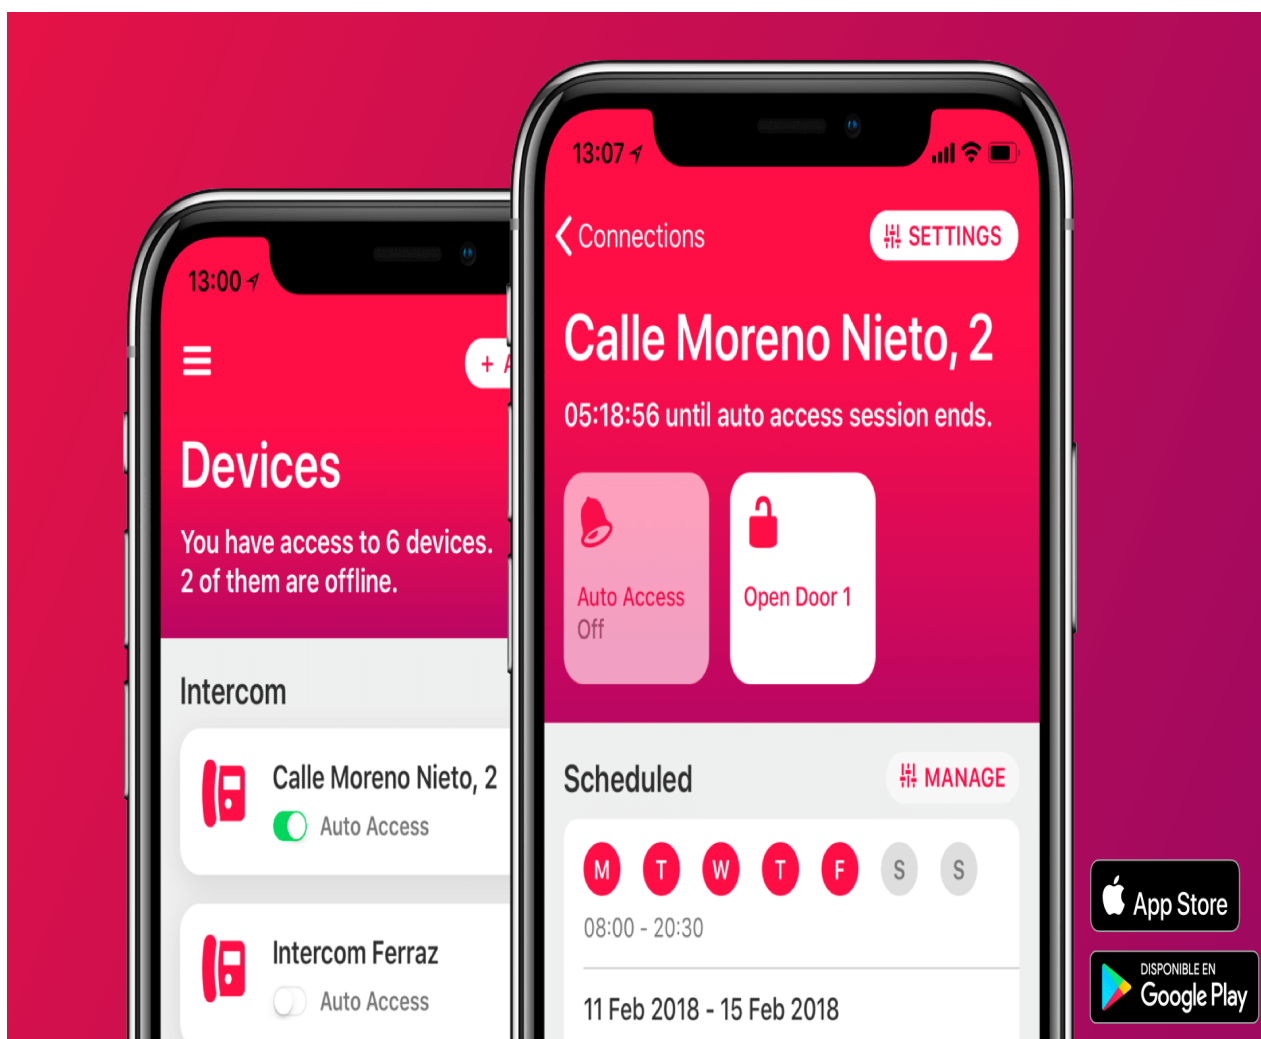 13:00
+
Devices
You have access to 6 devices.
2 of them are offline.
Intercom
Calle Moreno Nieto, 2
Auto Access
Intercom Ferraz
Auto Access
13:07
Connections
SETTINGS
Calle Moreno Nieto, 2
05:18:56 until auto access session ends.
Auto Access
Off
Open Door 1
Scheduled
MANAGE
M T W T F S S
08:00 - 20:30
11 Feb 2018 - 15 Feb 2018
App Store
DISPONIBLE EN
Google Play